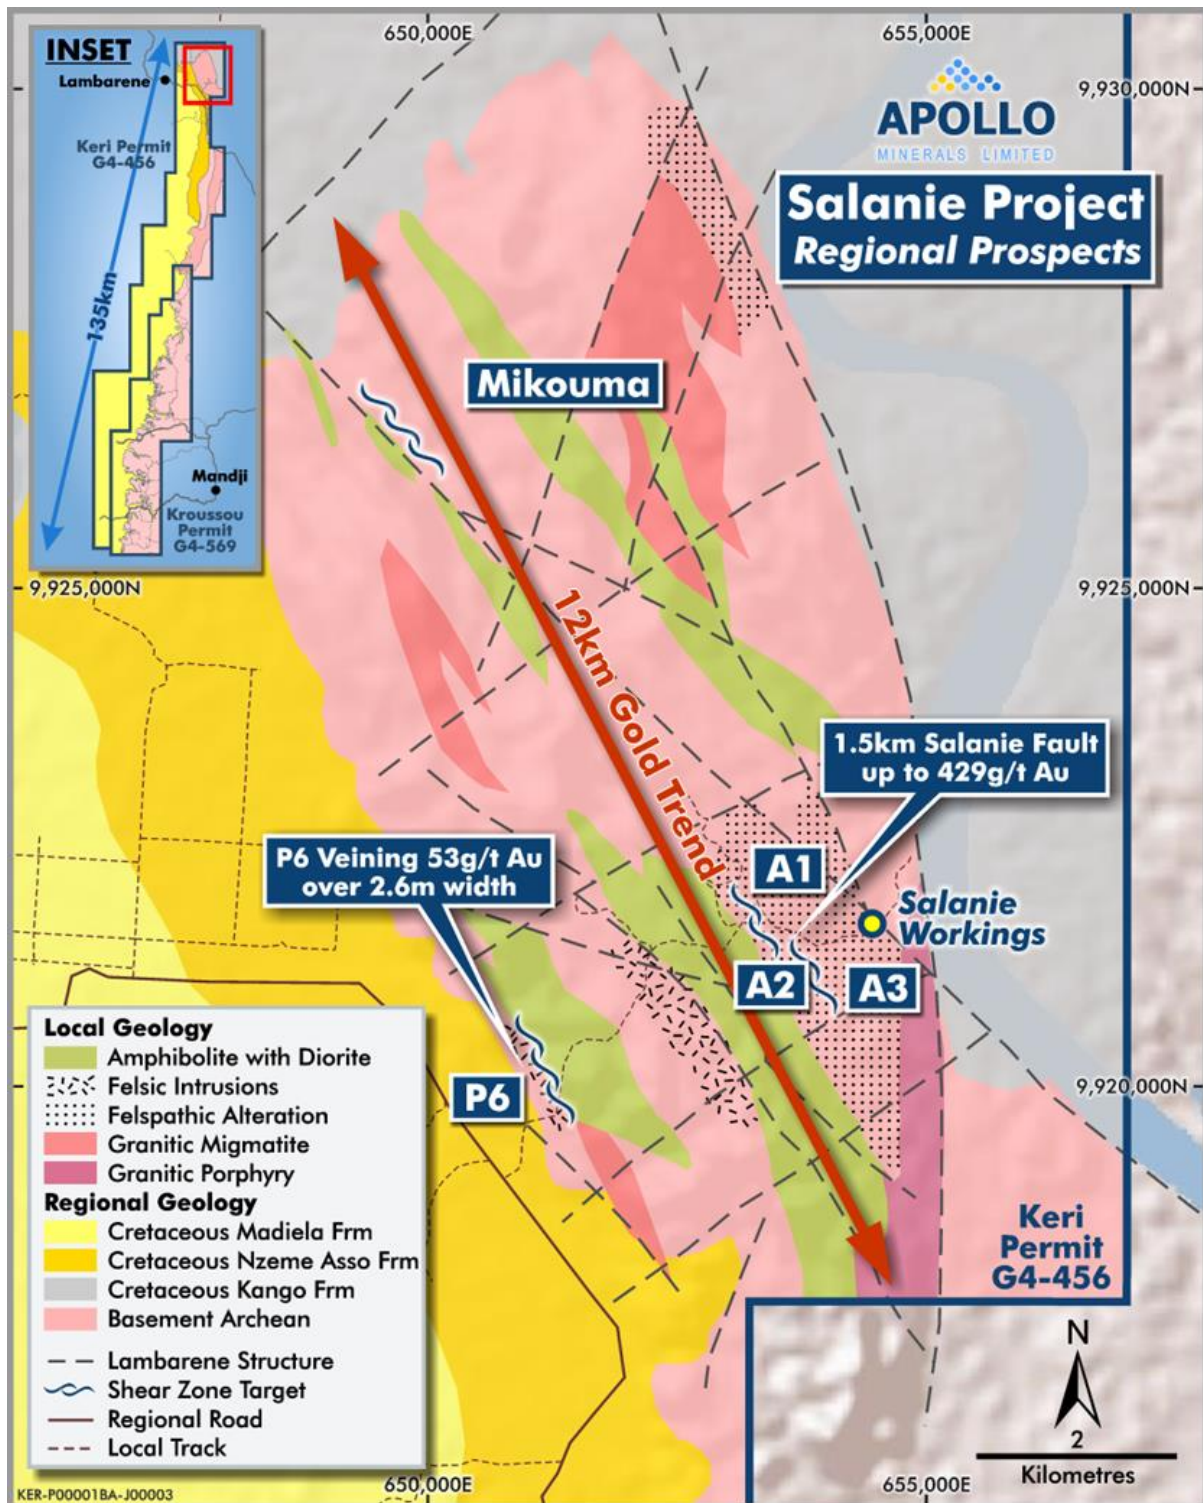 650,000E
655,000E
INSET
Lambarene
Keri Permit
G4-456
135km
Mandji
Kroussou
Permit
G4-569
9,930,000N
APOLLO
MINERALS LIMITED
Salanie Project
Regional Prospects
Mikouma
9,925,000N
9,925,000N
12km Gold Trend
1.5km Salanie Fault
up to 429g/t Au
P6 Veining 53g/t Au
over 2.6m width
A1
Salanie
Workings
A2
A3
P6
9,920,000N
Local Geology
Amphibolite with Diorite
Felsic Intrusions
Felspathic Alteration
Granitic Migmatite
Granitic Porphyry
Regional Geology
Cretaceous Madiela Frm
Cretaceous Nzeme Asso Frm
Cretaceous Kango Frm
Basement Archean
Lambarene Structure
Shear Zone Target
Regional Road
Local Track
Keri
Permit
G4-456
N
2
Kilometres
650,000E
655,000E
KER-P00001BA-J00003